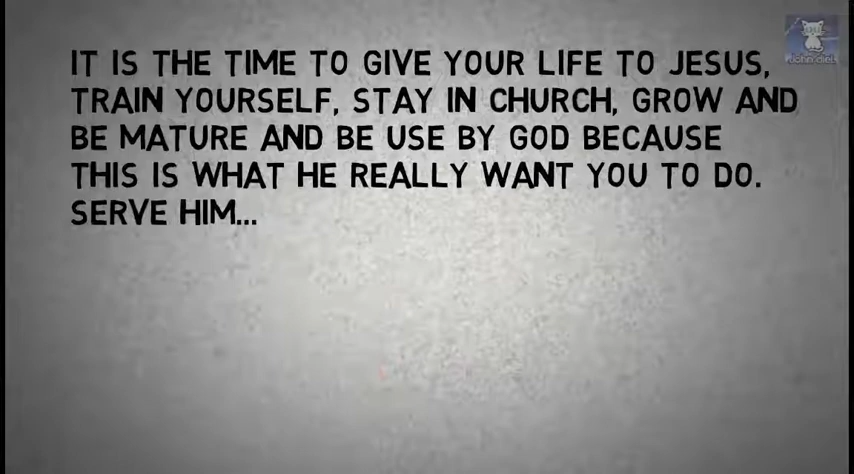 IT IS THE TIME TO GIVE YOUR LIFE TO JESUS,
TRAIN YOURSELF, STAY IN CHURCH, GROW AND
BE MATURE AND BE USE BY GOD BECAUSE
THIS IS WHAT HE REALLY WANT YOU TO DO.
SERVE HIM...